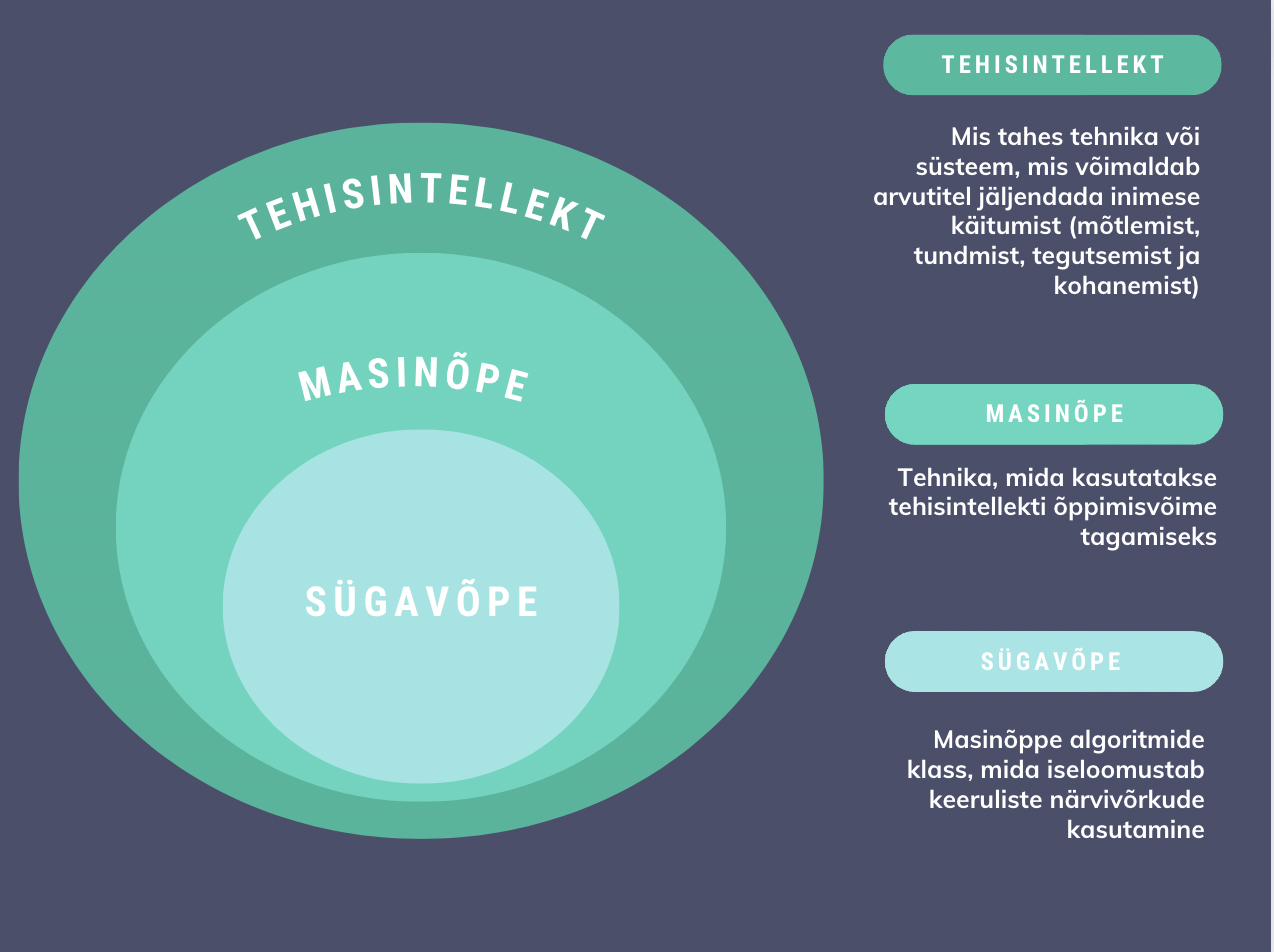 TEHISINTELLEKT
MASINÕPE
SÜGAVÕPE
TEHISINTELLEKT
Mis tahes tehnika või
süsteem, mis võimaldab
arvutitel jäljendada inimese
käitumist (mõtlemist,
tundmist, tegutsemist ja
kohanemist)
MASINÕPE
Tehnika, mida kasutatakse
tehisintellekti õppimisvõime
tagamiseks
SÜGAVÕPE
Masinõppe algoritmide
klass, mida iseloomustab
keeruliste närvivõrkude
kasutamine